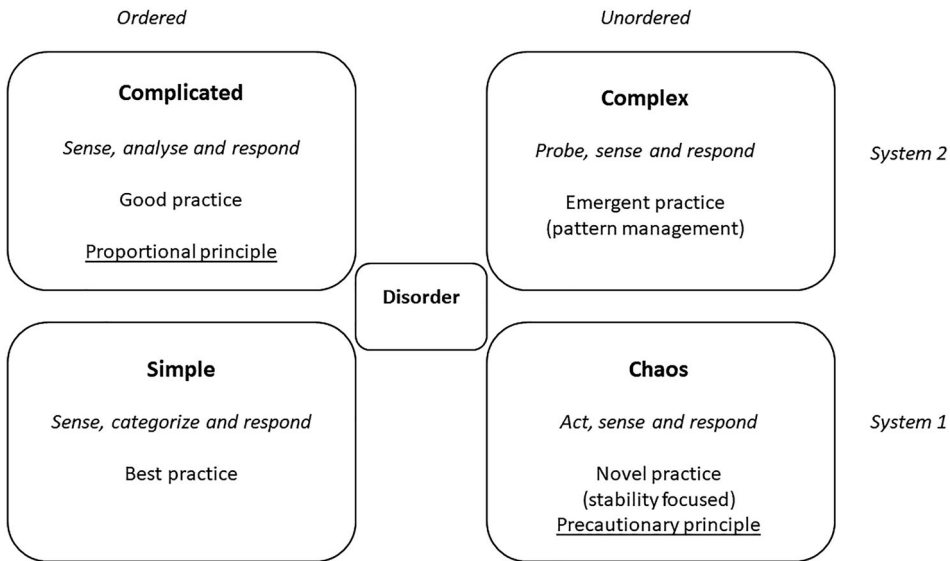 Ordered
Unordered
Complicated
Sense, analyse and respond
Good practice
Proportional principle
Complex
Probe, sense and respond
Emergent practice
(pattern management)
System 2
Disorder
Simple
Sense, categorize and respond
Best practice
Chaos
Act, sense and respond
Novel practice
(stability focused)
Precautionary principle
System 1